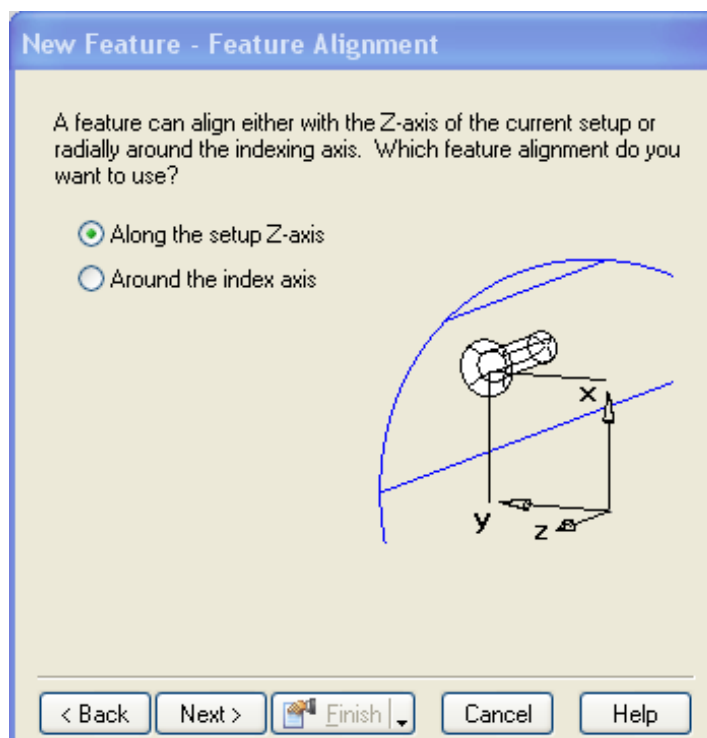 New Feature - Feature Alignment
A feature can align either with the Z-axis of the current setup or
radially around the indexing axis.  Which feature alignment do you
want to use?
Along the setup Z-axis
Around the index axis
x
y
z
< Back
Next >
Finish
Cancel
Help